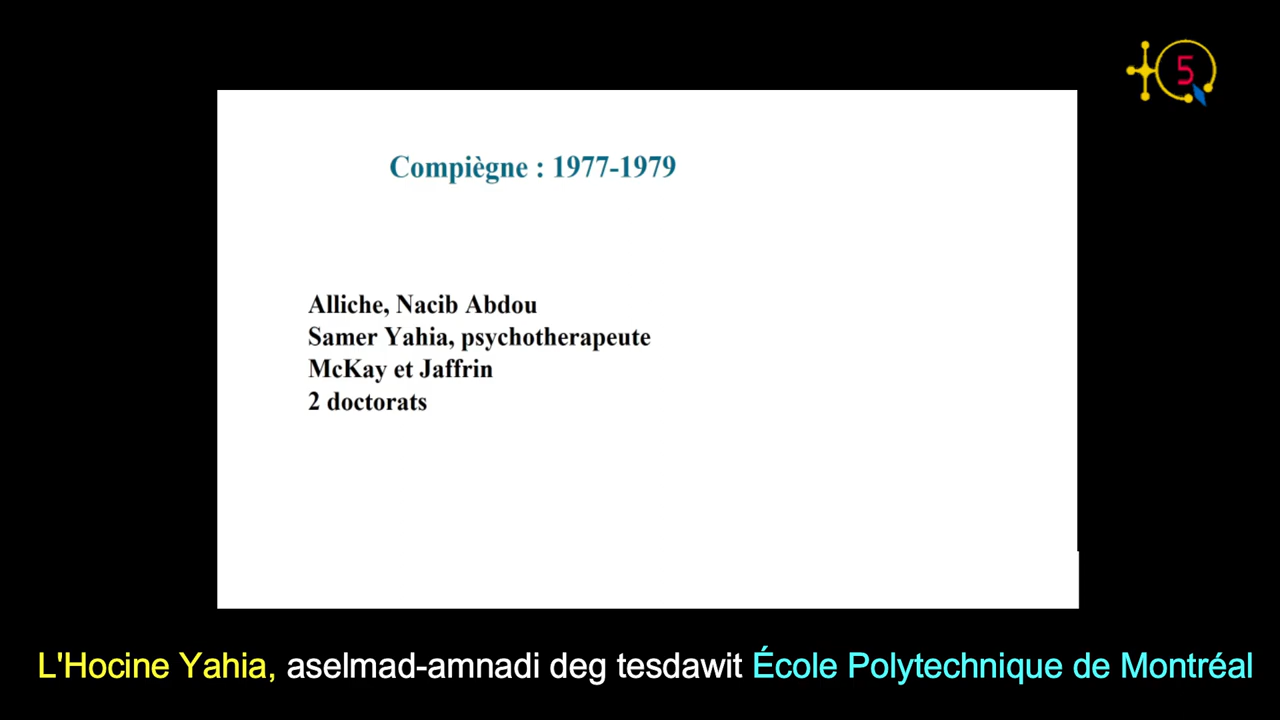 5
Compiègne : 1977-1979
Alliche, Nacib Abdou
Samer Yahia, psychotherapeute
McKay et Jaffrin
2 doctorats
L'Hocine Yahia, aselmad-amnadi deg tesdawit École Polytechnique de Montréal